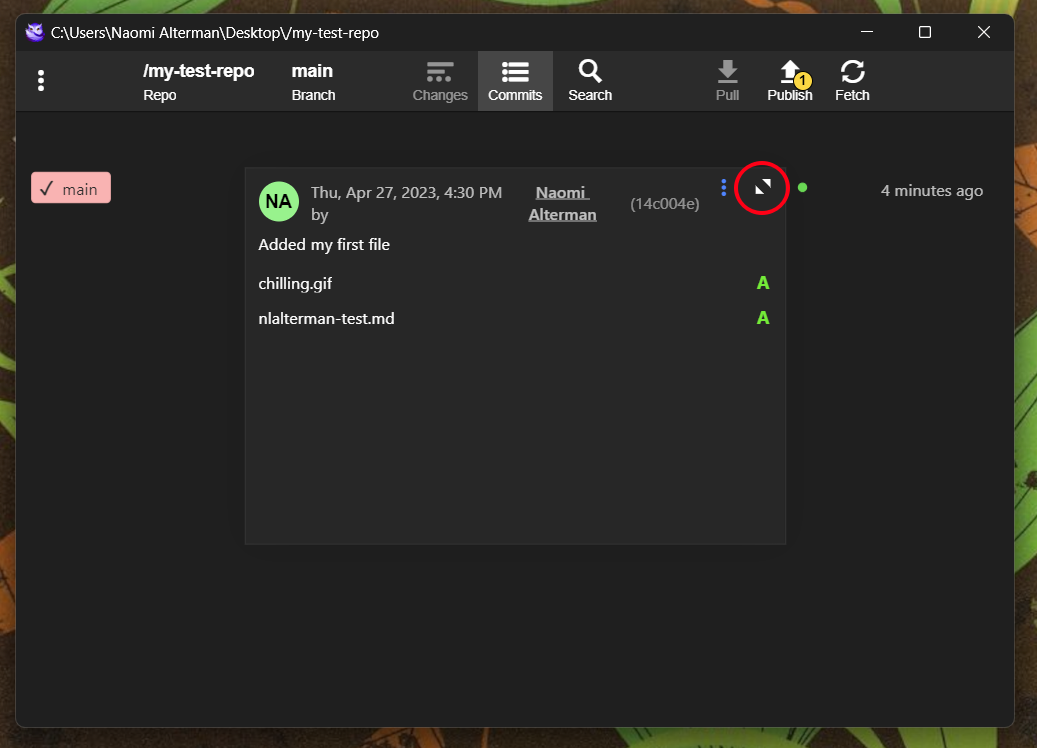 C:\Users\Naomi Alterman\Desktop\/my-test-repo
/my-test-repo
Repo
main
Branch
Changes
Commits
Search
Pull
1
Publish
Fetch
✓ main
NA
Thu, Apr 27, 2023, 4:30 PM
by
Naomi
Alterman
(14c004e)
4 minutes ago
Added my first file
chilling.gif A
nlalterman-test.md A